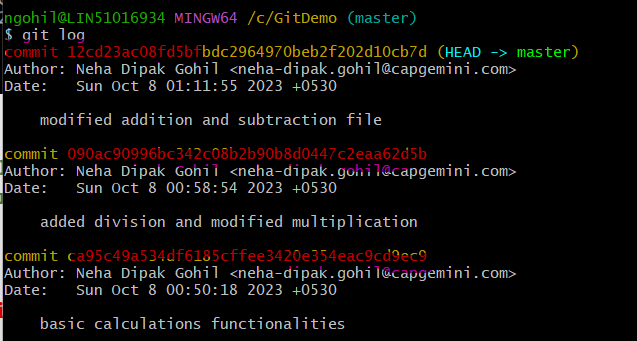 ngohil@LIN51016934 MINGW64 /c/GitDemo (master)
$ git log
commit 12cd23ac08fd5bfbdc2964970beb2f202d10cb7d (HEAD -> master)
Author: Neha Dipak Gohil <neha-dipak.gohil@capgemini.com>
Date:   Sun Oct 8 01:11:55 2023 +0530
modified addition and subtraction file
commit 090ac90996bc342c08b2b90b8d0447c2eaa62d5b
Author: Neha Dipak Gohil <neha-dipak.gohil@capgemini.com>
Date:   Sun Oct 8 00:58:54 2023 +0530
added division and modified multiplication
commit ca95c49a534df6185cffee3420e354eac9cd9ec9
Author: Neha Dipak Gohil <neha-dipak.gohil@capgemini.com>
Date:   Sun Oct 8 00:50:18 2023 +0530
basic calculations functionalities